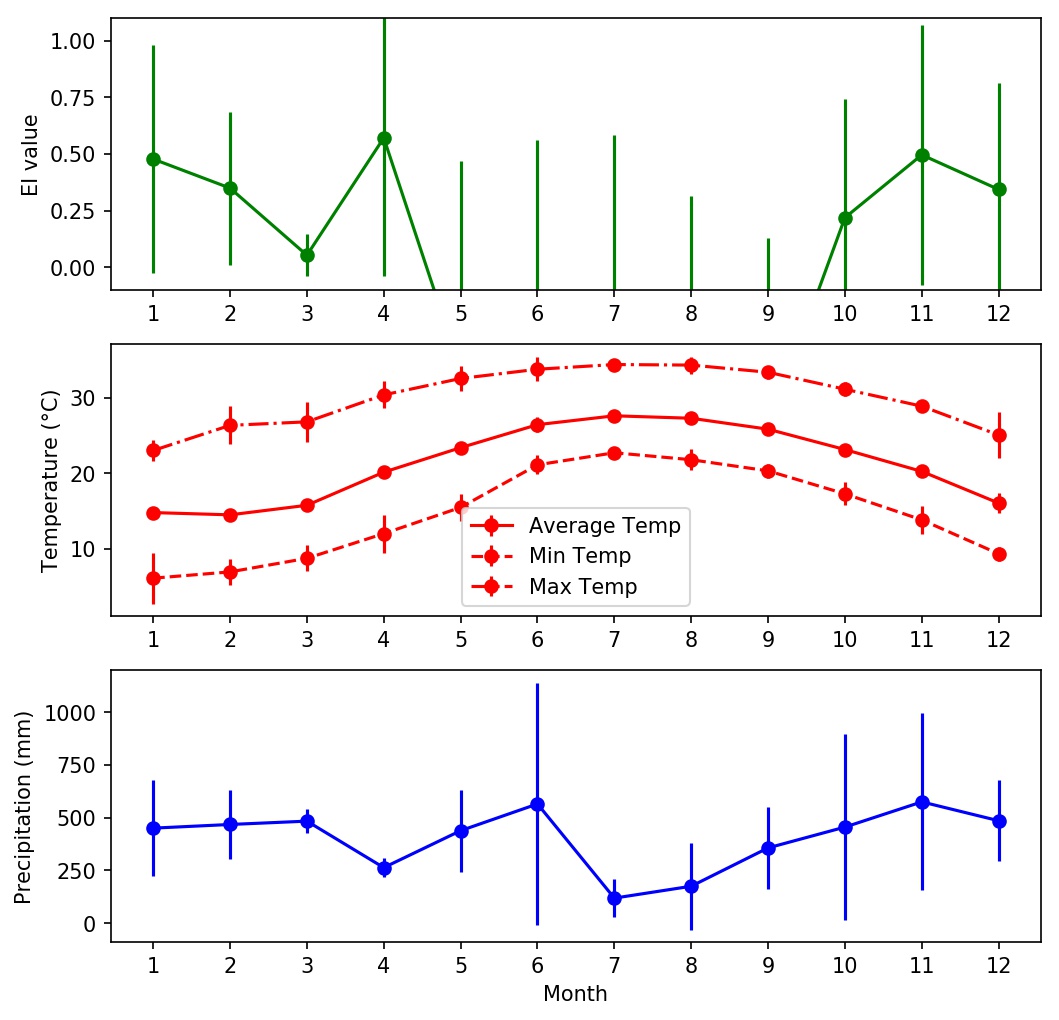 1.00
0.75
0.50
0.25
0.00
EI value
1 2 3 4 5 6 7 8 9 10 11 12
30
20
10
Temperature (°C)
Average Temp
Min Temp
Max Temp
1 2 3 4 5 6 7 8 9 10 11 12
1000
750
500
250
0
Precipitation (mm)
1 2 3 4 5 6 7 8 9 10 11 12
Month